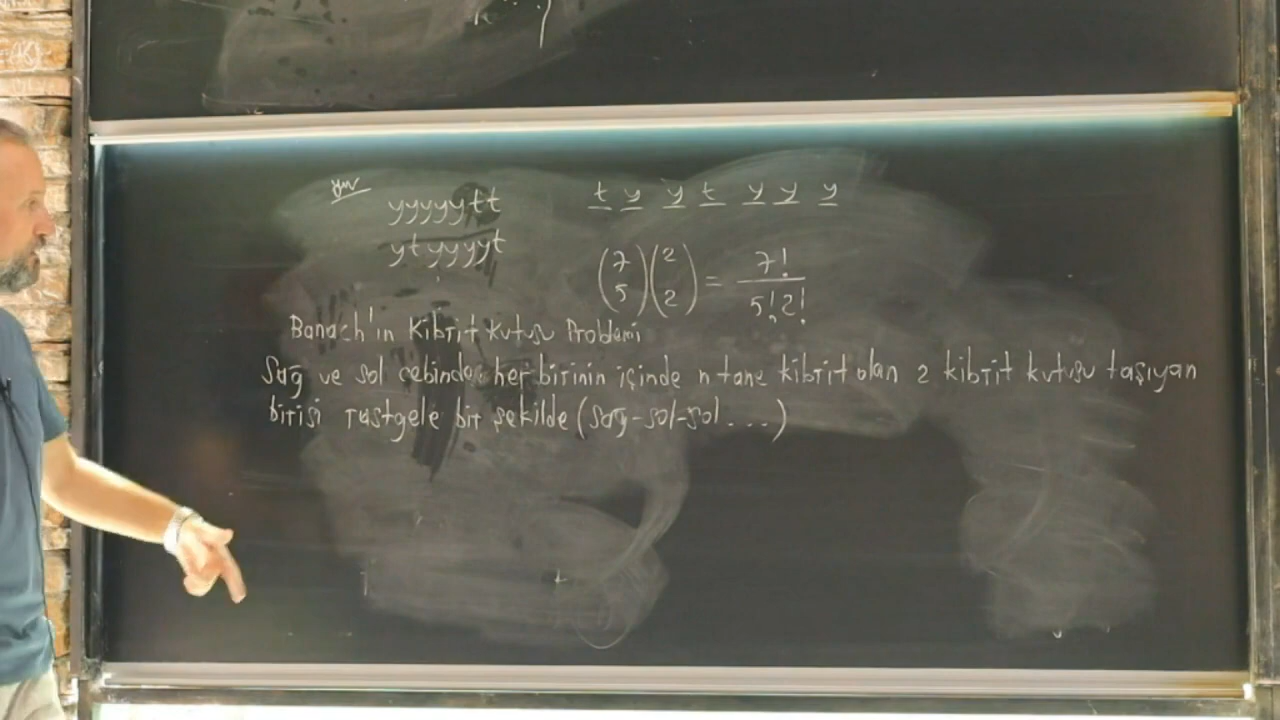 yyyyytt
t y y t y y y
ytyyyyt
(7 5)(2 2) = 7! / 5!2!
Banach'ın Kibrit Kutusu Problemi
Sağ ve sol cebinde her birinin içinde n tane kibrit olan 2 kibrit kutusu taşıyan
birisi rastgele bir şekilde (sağ-sol-sol...)